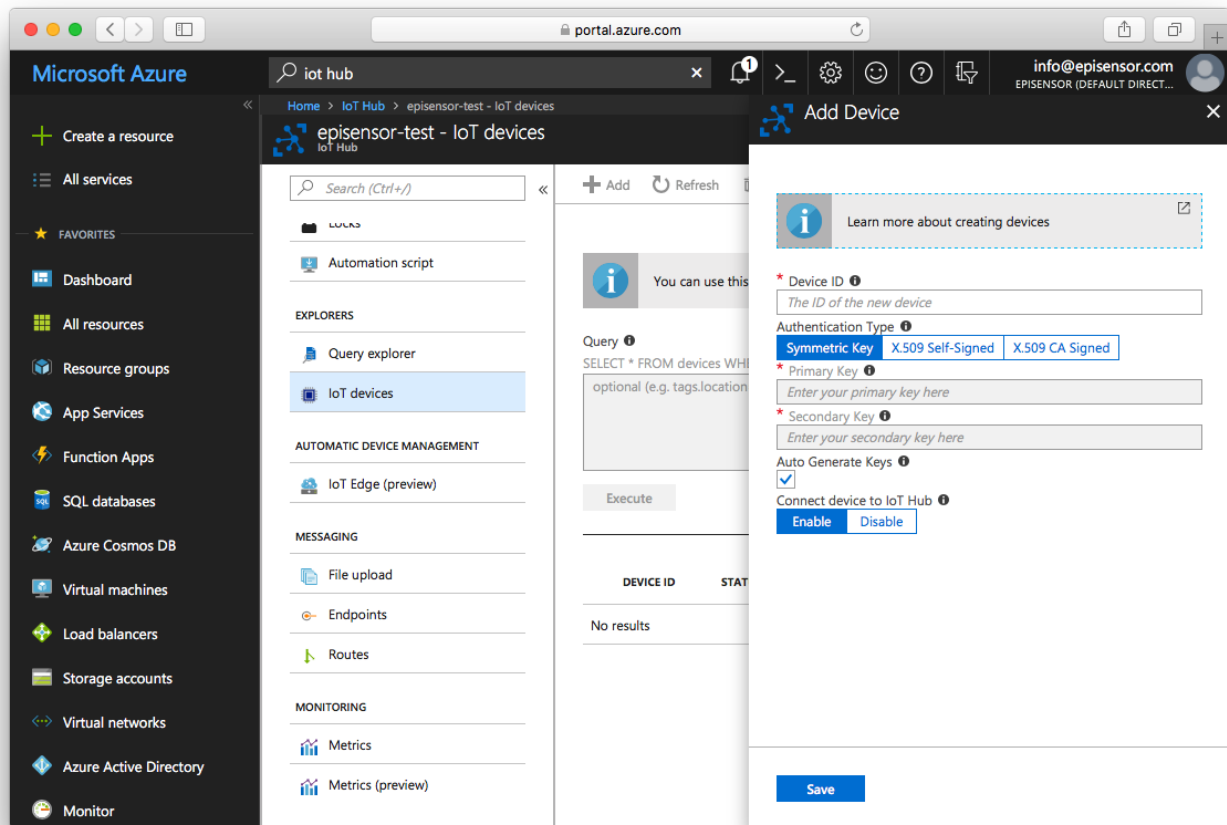 portal.azure.com
Microsoft Azure
iot hub
1
info@episensor.com
EPISENSOR (DEFAULT DIRECT...
Create a resource
All services
FAVORITES
Dashboard
All resources
Resource groups
App Services
Function Apps
SQL databases
Azure Cosmos DB
Virtual machines
Load balancers
Storage accounts
Virtual networks
Azure Active Directory
Monitor
Home > IoT Hub > episensor-test - IoT devices
episensor-test - IoT devices
IoT Hub
Search (Ctrl+/)
Locks
Automation script
EXPLORERS
Query explorer
IoT devices
AUTOMATIC DEVICE MANAGEMENT
IoT Edge (preview)
MESSAGING
File upload
Endpoints
Routes
MONITORING
Metrics
Metrics (preview)
Add Refresh
You can use this
Query
SELECT * FROM devices WHE
optional (e.g. tags.location
Execute
DEVICE ID STAT
No results
Add Device
Learn more about creating devices
* Device ID
The ID of the new device
Authentication Type
Symmetric Key X.509 Self-Signed X.509 CA Signed
* Primary Key
Enter your primary key here
* Secondary Key
Enter your secondary key here
Auto Generate Keys
Connect device to IoT Hub
Enable Disable
Save